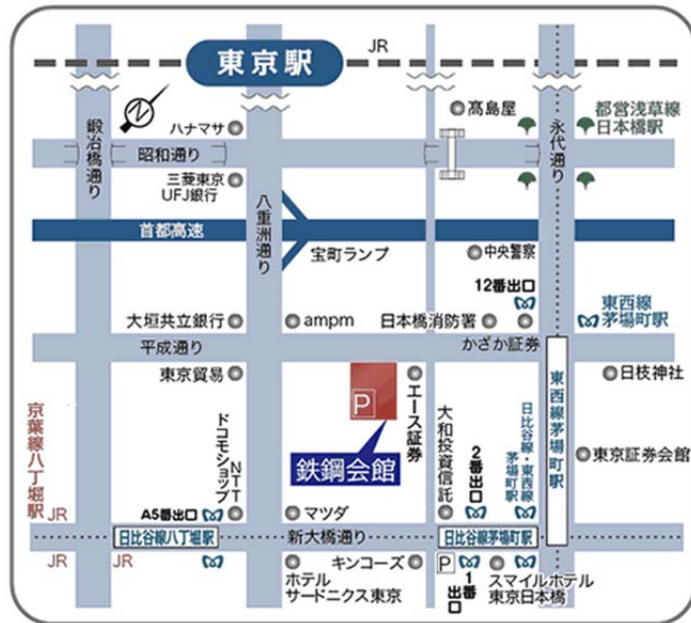 JR
東京駅
鍛冶橋通り
ハナマサ
昭和通り
三菱東京
UFJ銀行
八重洲通り
髙島屋
永代通り
都営浅草線
日本橋駅
首都高速
宝町ランプ
中央警察
12番出口
大垣共立銀行
ampm
日本橋消防署
かざか証券
東西線
茅場町駅
平成通り
東京貿易
エース証券
日枝神社
P
鉄鋼会館
京葉線八丁堀駅
ドコモショップ
NTT
大和投資信託
2番出口
日比谷線・東西線
茅場町駅
東西線茅場町駅
東京証券会館
JR
A5番出口
マツダ
日比谷線八丁堀駅
新大橋通り
日比谷線茅場町駅
JR
JR
キンコーズ
P
1番
出口
ホテル
サードニクス東京
スマイルホテル
東京日本橋